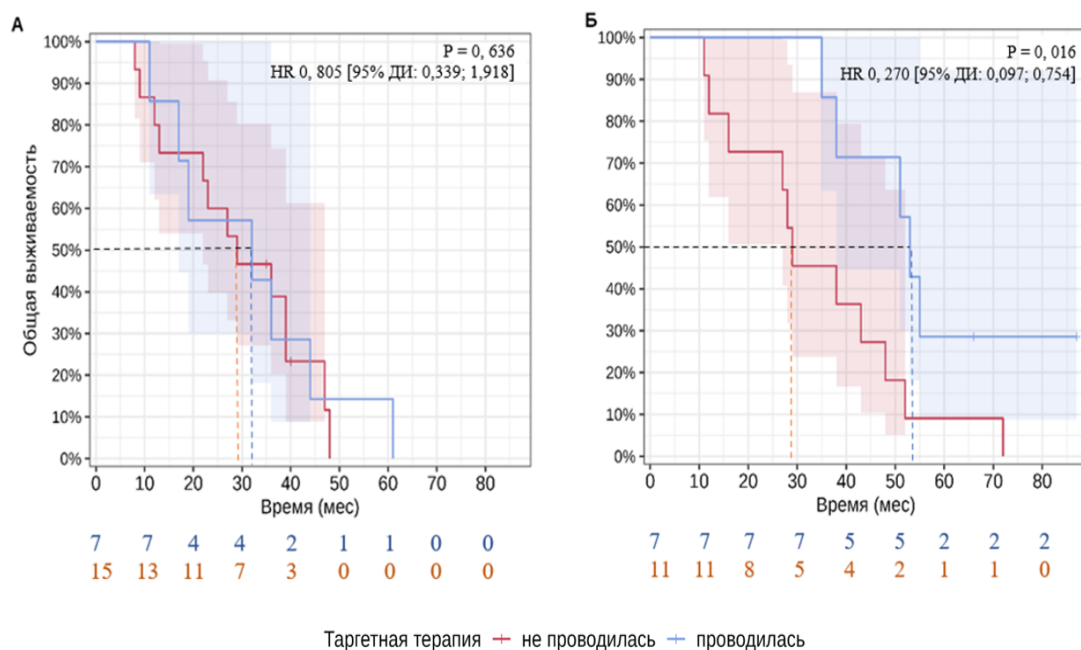 А
P = 0, 636
HR 0, 805 [95% ДИ: 0,339; 1,918]
Общая выживаемость
100%
90%
80%
70%
60%
50%
40%
30%
20%
10%
0%
0 10 20 30 40 50 60 70 80
Время (мес)
7 7 4 4 2 1 1 0 0
15 13 11 7 3 0 0 0 0
Б
P = 0, 016
HR 0, 270 [95% ДИ: 0,097; 0,754]
100%
90%
80%
70%
60%
50%
40%
30%
20%
10%
0%
0 10 20 30 40 50 60 70 80
Время (мес)
7 7 7 7 5 5 2 2 2
11 11 8 5 4 2 1 1 0
Таргетная терапия не проводилась проводилась